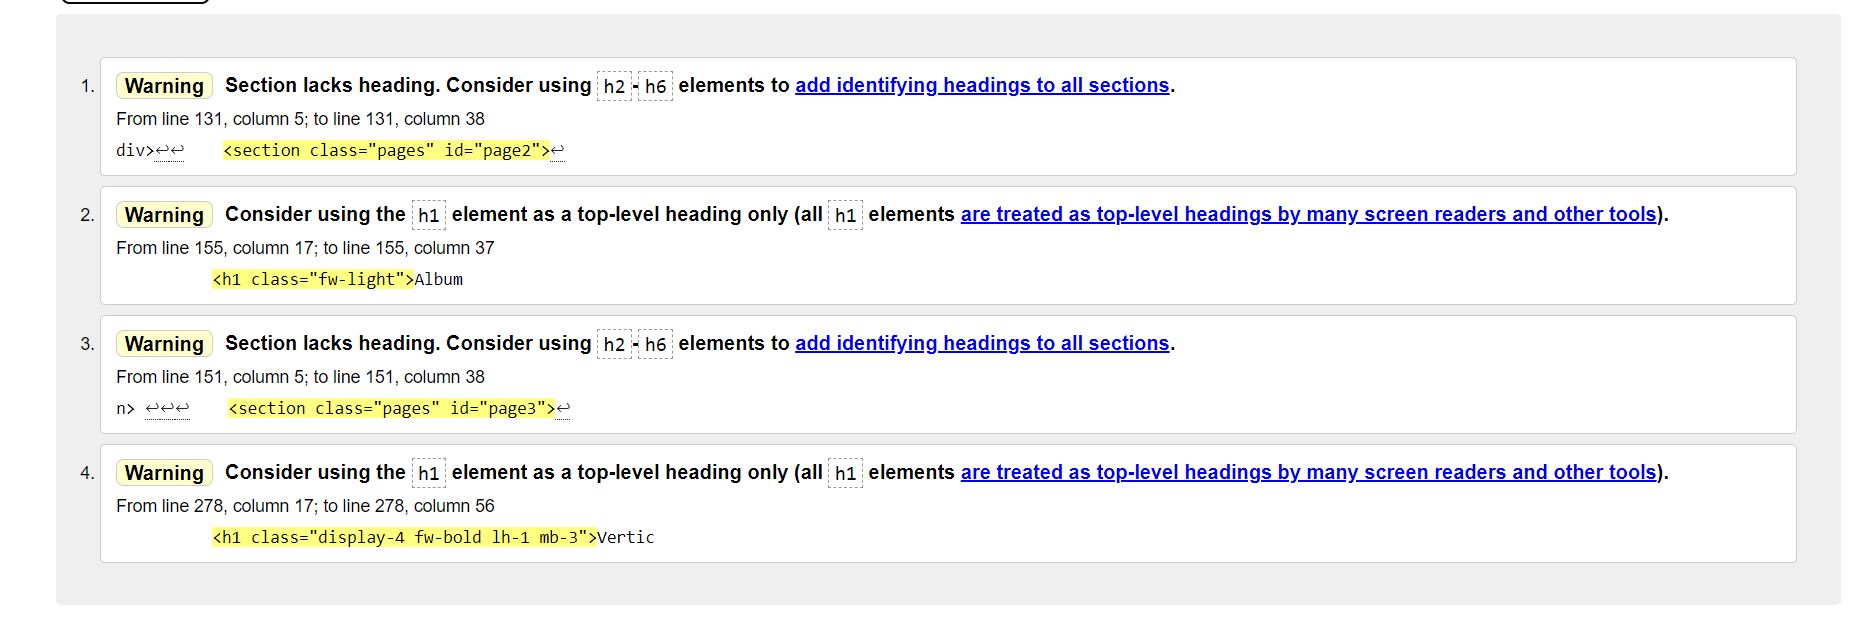 1. Warning Section lacks heading. Consider using h2-h6 elements to add identifying headings to all sections.
From line 131, column 5; to line 131, column 38
div>↩↩    <section class="pages" id="page2">↩
2. Warning Consider using the h1 element as a top-level heading only (all h1 elements are treated as top-level headings by many screen readers and other tools).
From line 155, column 17; to line 155, column 37
<h1 class="fw-light">Album
3. Warning Section lacks heading. Consider using h2-h6 elements to add identifying headings to all sections.
From line 151, column 5; to line 151, column 38
n> ↩↩↩    <section class="pages" id="page3">↩
4. Warning Consider using the h1 element as a top-level heading only (all h1 elements are treated as top-level headings by many screen readers and other tools).
From line 278, column 17; to line 278, column 56
<h1 class="display-4 fw-bold lh-1 mb-3">Vertic